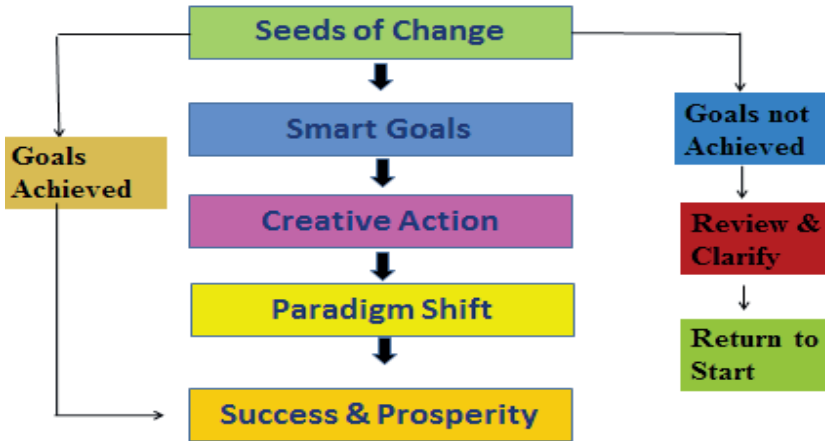 Seeds of Change
Smart Goals
Creative Action
Paradigm Shift
Success & Prosperity
Goals
Achieved
Goals not
Achieved
Review &
Clarify
Return to
Start